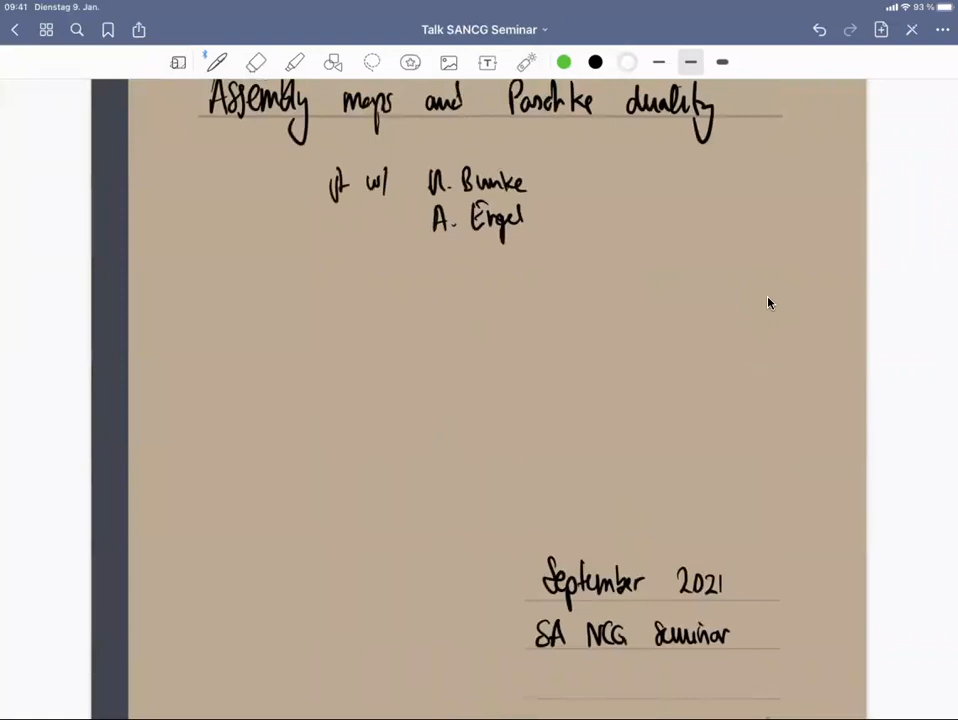 09:41 Dienstag 9. Jan. 93 %
Talk SANCG Seminar
Assembly maps and Paschke duality
jt w/ U. Bunke
A. Engel
September 2021
SA NCG Seminar